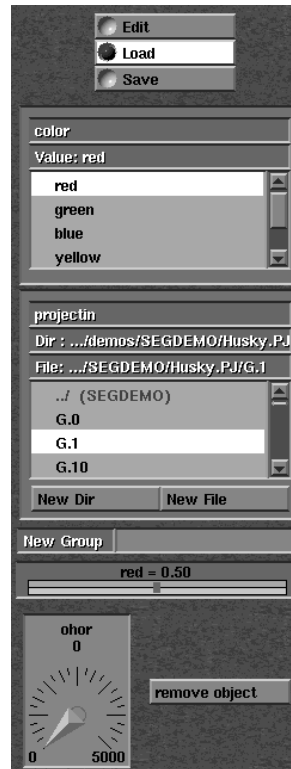 Edit
Load
Save
color
Value: red
red
green
blue
yellow
projectin
Dir : .../demos/SEGDEMO/Husky.PJ
File: .../SEGDEMO/Husky.PJ/G.1
../ (SEGDEMO)
G.0
G.1
G.10
New Dir New File
New Group
red = 0.50
ohor
0
remove object
0 5000